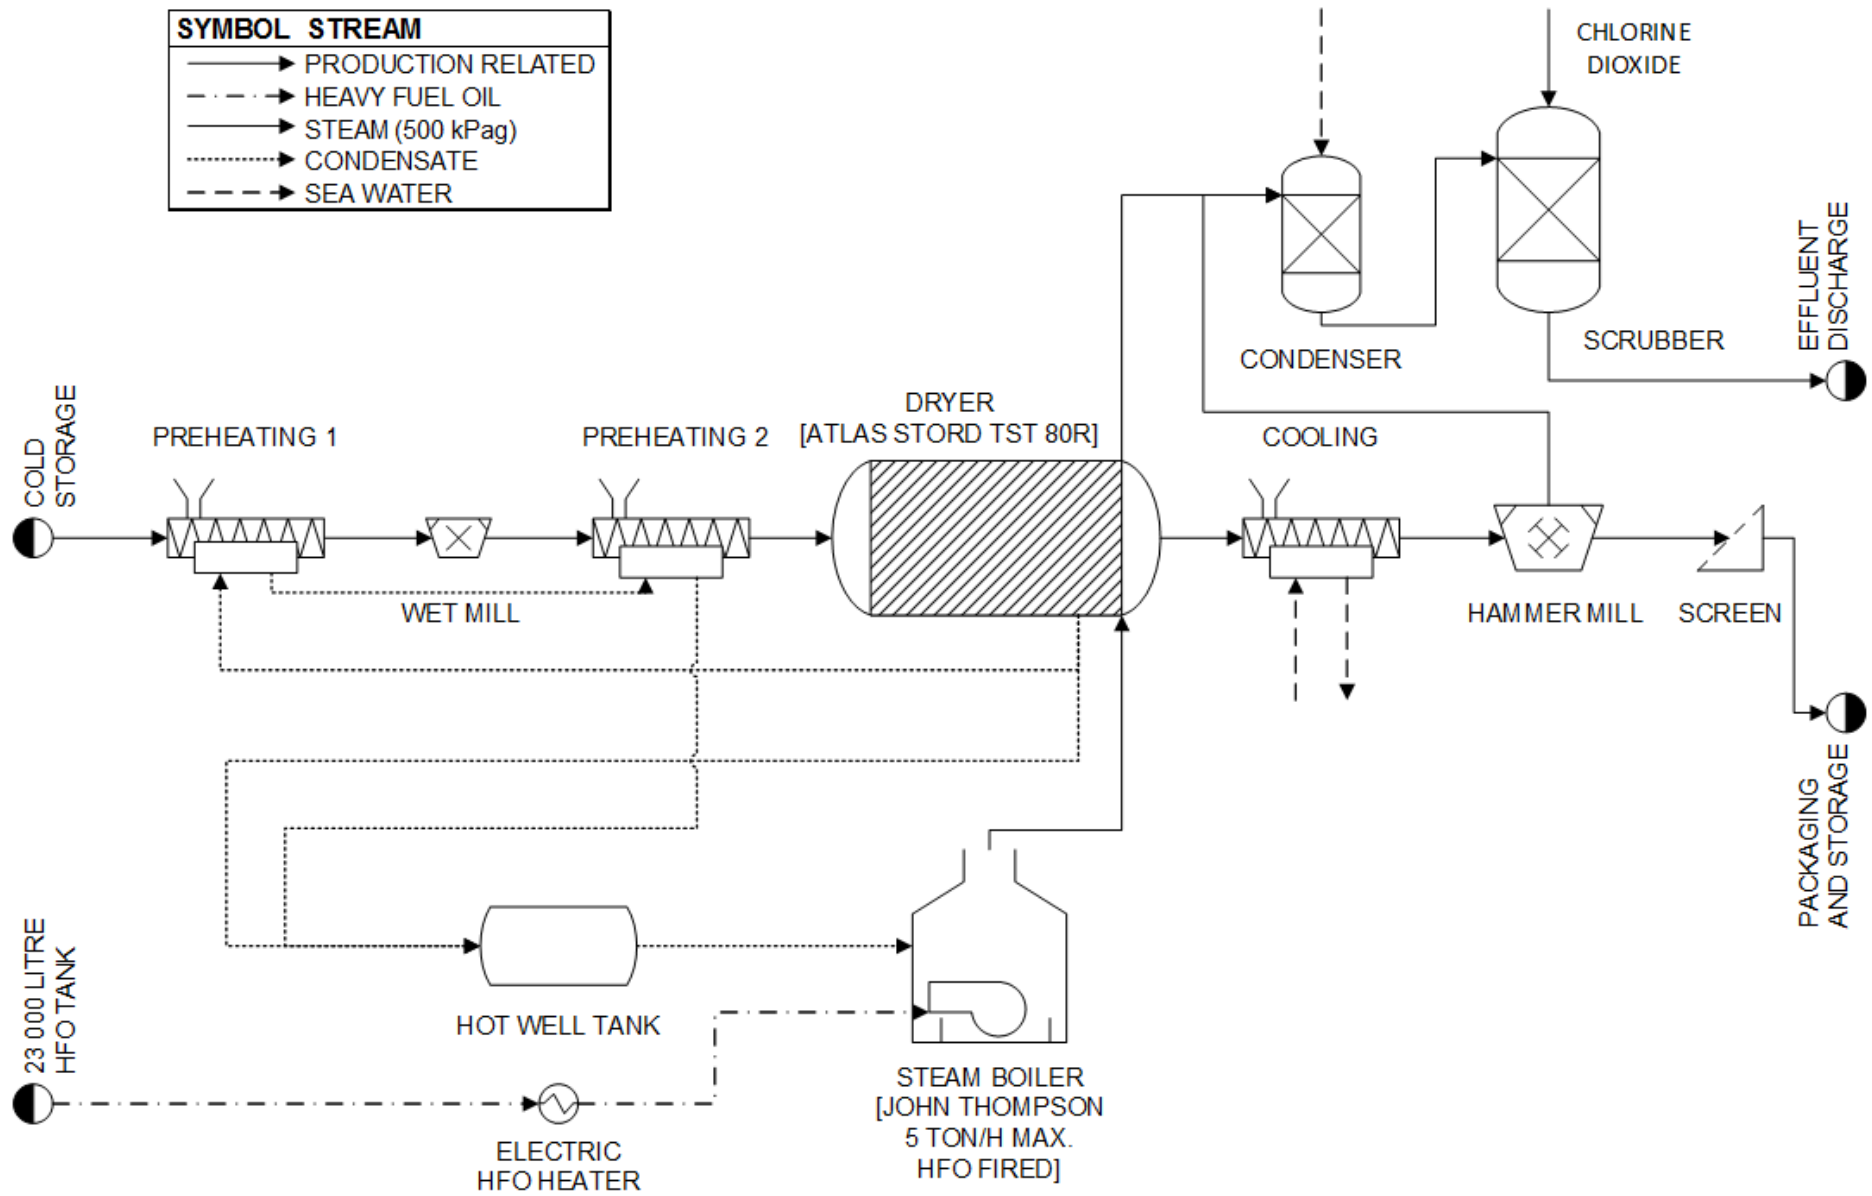 SYMBOL STREAM
PRODUCTION RELATED
HEAVY FUEL OIL
STEAM (500 kPag)
CONDENSATE
SEA WATER
CHLORINE
DIOXIDE
EFFLUENT
DISCHARGE
SCRUBBER
CONDENSER
DRYER
[ATLAS STORD TST 80R]
COLD
STORAGE
PREHEATING 1
PREHEATING 2
COOLING
WET MILL
HAMMER MILL
SCREEN
PACKAGING
AND STORAGE
23 000 LITRE
HFO TANK
HOT WELL TANK
STEAM BOILER
[JOHN THOMPSON
5 TON/H MAX.
HFO FIRED]
ELECTRIC
HFO HEATER